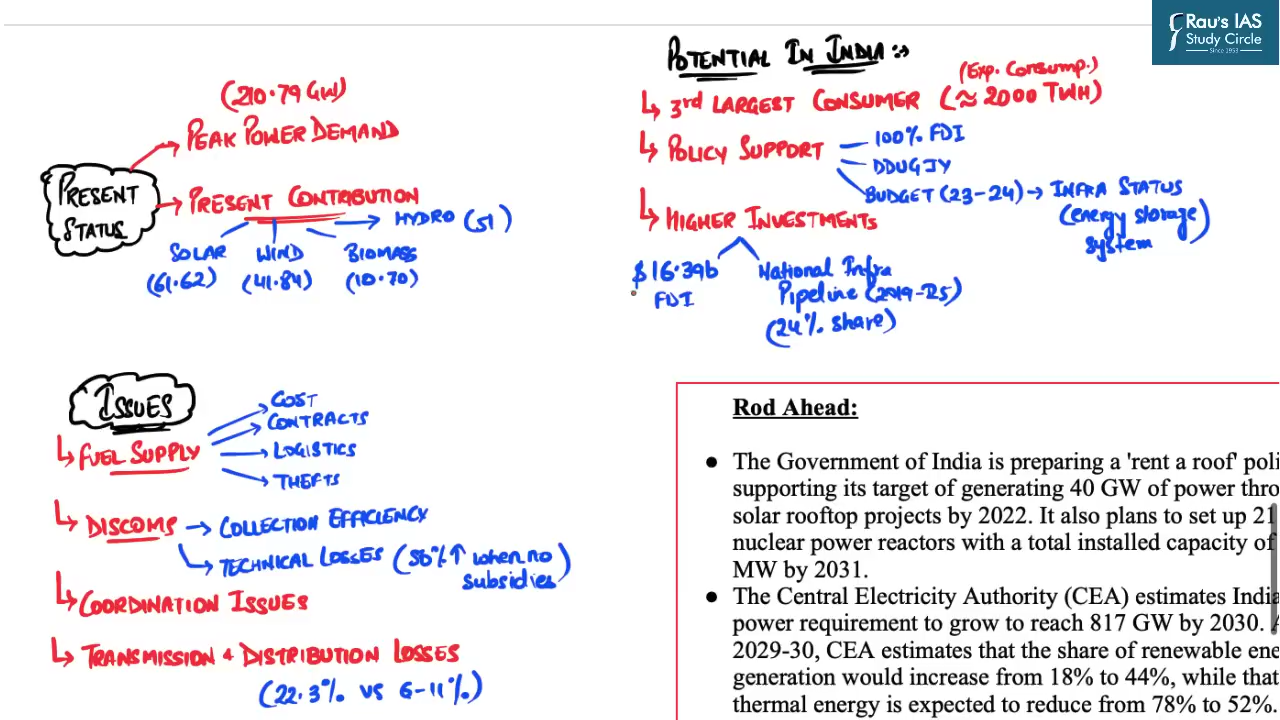 Rau's IAS
Study Circle
Since 1953
POTENTIAL IN INDIA :→
(Exp. Consump.)
↳ 3rd LARGEST CONSUMER (≈ 2000 TWH)
↳ POLICY SUPPORT
100% FDI
DDUGJY
BUDGET (23-24) → INFRA STATUS
(energy storage
system)
↳ HIGHER INVESTMENTS
$16.39b
FDI
National Infra
Pipeline (2019-25)
(24% share)
(210.79 GW)
PEAK POWER DEMAND
PRESENT
STATUS
PRESENT CONTRIBUTION
HYDRO (51)
SOLAR WIND BIOMASS
(61.62) (41.84) (10.70)
ISSUES
↳ FUEL SUPPLY
COST
CONTRACTS
LOGISTICS
THEFTS
↳ DISCOMS → COLLECTION EFFICIENCY
↳ TECHNICAL LOSSES (50% ↑ when no
subsidies)
↳ COORDINATION ISSUES
↳ TRANSMISSION & DISTRIBUTION LOSSES
(22.3% VS 6-11%)
Rod Ahead:
● The Government of India is preparing a 'rent a roof' poli
supporting its target of generating 40 GW of power thro
solar rooftop projects by 2022. It also plans to set up 21
nuclear power reactors with a total installed capacity of
MW by 2031.
● The Central Electricity Authority (CEA) estimates India
power requirement to grow to reach 817 GW by 2030. A
2029-30, CEA estimates that the share of renewable ene
generation would increase from 18% to 44%, while that
thermal energy is expected to reduce from 78% to 52%.